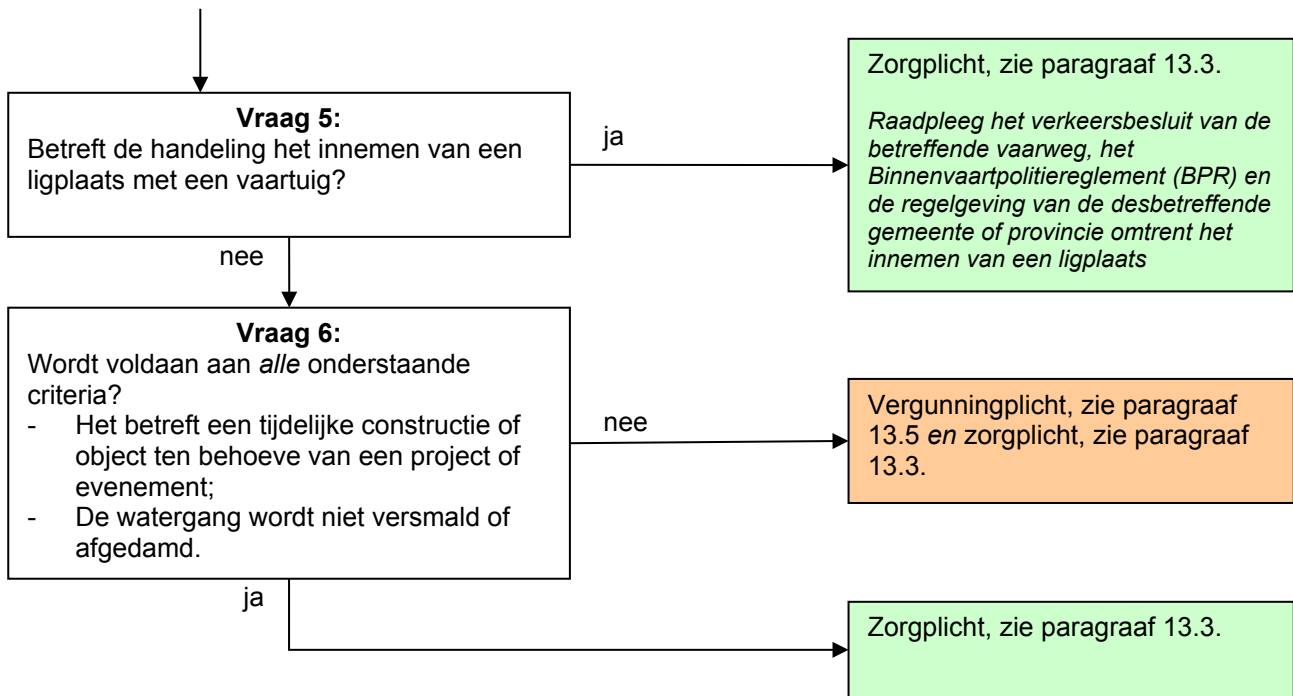 Vraag 5:
Betreft de handeling het innemen van een
ligplaats met een vaartuig?
ja
Zorgplicht, zie paragraaf 13.3.
Raadpleeg het verkeersbesluit van de
betreffende vaarweg, het
Binnenvaartpolitiereglement (BPR) en
de regelgeving van de desbetreffende
gemeente of provincie omtrent het
innemen van een ligplaats
nee
Vraag 6:
Wordt voldaan aan alle onderstaande
criteria?
- Het betreft een tijdelijke constructie of
object ten behoeve van een project of
evenement;
- De watergang wordt niet versmald of
afgedamd.
nee
Vergunningplicht, zie paragraaf
13.5 en zorgplicht, zie paragraaf
13.3.
ja
Zorgplicht, zie paragraaf 13.3.